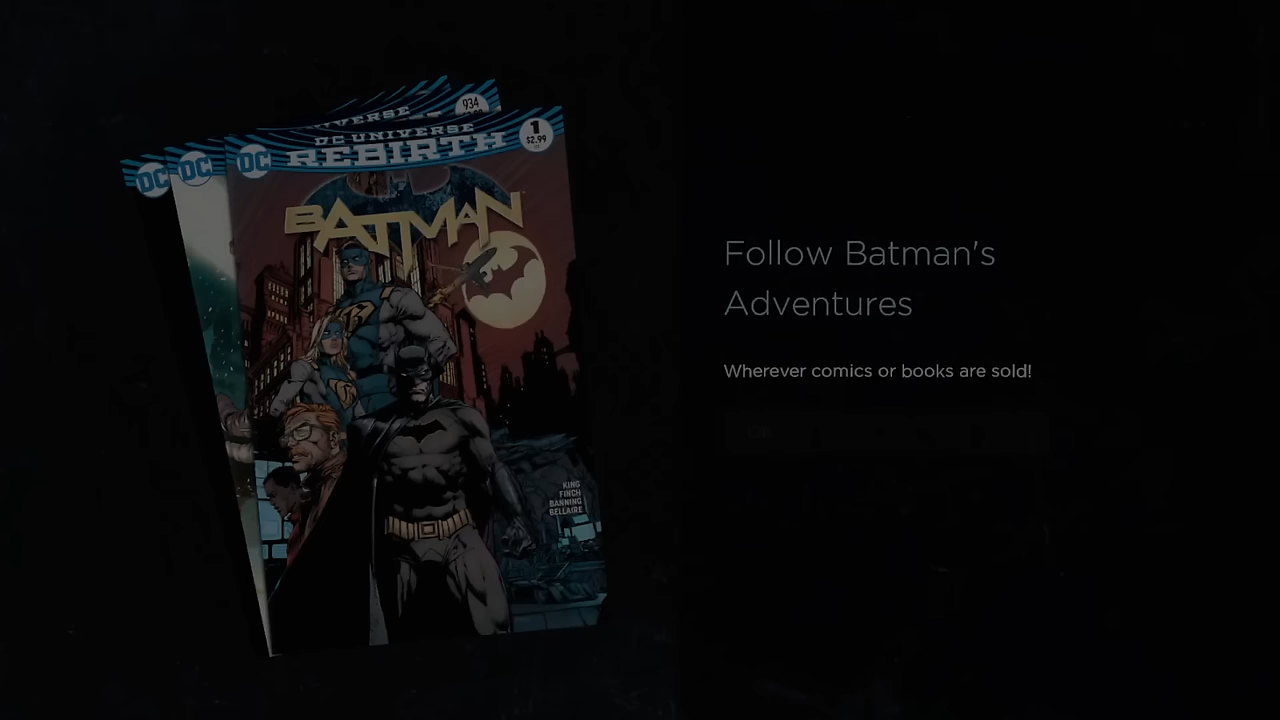 934
UNIVERSE
DC
DC
DC
DC UNIVERSE
REBIRTH
1
$2.99
BATMAN
KING
FINCH
BANNING
BELLAIRE
Follow Batman's
Adventures
Wherever comics or books are sold!